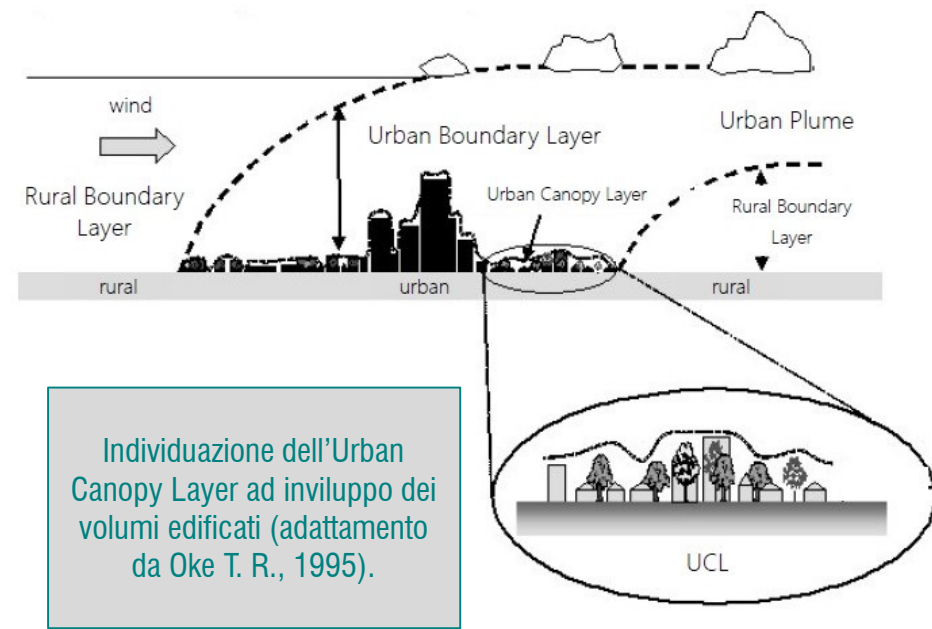 wind
Rural Boundary
Layer
Urban Boundary Layer
Urban Canopy Layer
Urban Plume
Rural Boundary
Layer
rural
urban
rural
Individuazione dell’Urban
Canopy Layer ad inviluppo dei
volumi edificati (adattamento
da Oke T. R., 1995).
UCL